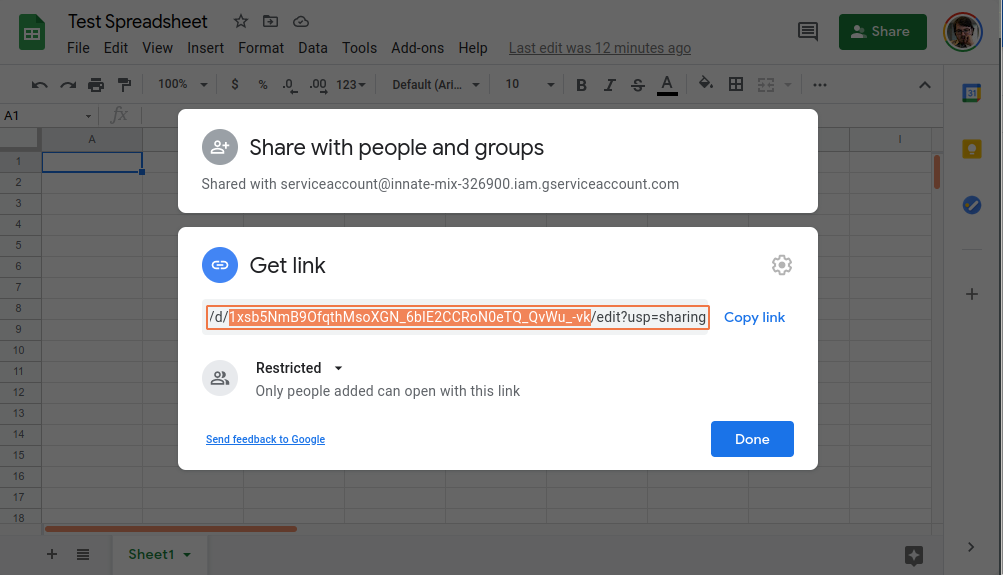 Test Spreadsheet
File Edit View Insert Format Data Tools Add-ons Help Last edit was 12 minutes ago
Share
100% $ % .0 .00 123 Default (Ari... 10 B I S A
31
A1 fx
A I
1
2
3
4
5
6
7
8
9
10
11
12
13
14
15
16
17
18
Share with people and groups
Shared with serviceaccount@innate-mix-326900.iam.gserviceaccount.com
Get link
/d/1xsb5NmB9OfqthMsoXGN_6bIE2CCRoN0eTQ_QvWu_-vk/edit?usp=sharing Copy link
Restricted
Only people added can open with this link
Send feedback to Google Done
Sheet1